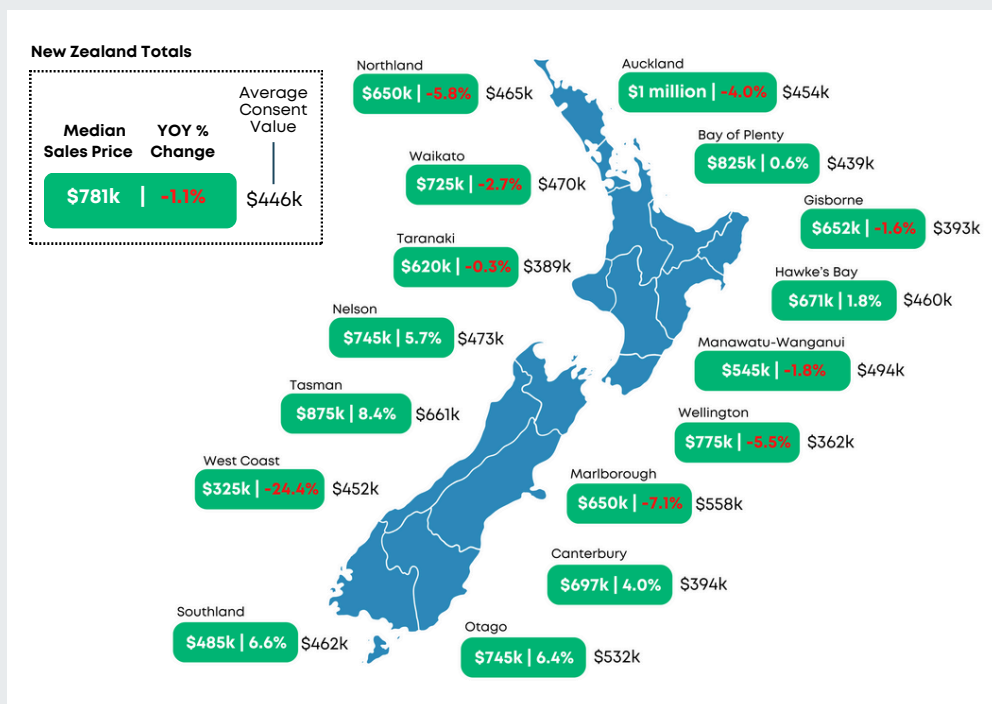 New Zealand Totals
Average
Consent
Value
Median
Sales Price
YOY %
Change
$781k | -1.1%
$446k
Northland
$650k | -5.8%
$465k
Auckland
$1 million | -4.0%
$454k
Bay of Plenty
$825k | 0.6%
$439k
Waikato
$725k | -2.7%
$470k
Gisborne
$652k | -1.6%
$393k
Taranaki
$620k | -0.3%
$389k
Hawke's Bay
$671k | 1.8%
$460k
Nelson
$745k | 5.7%
$473k
Manawatu-Wanganui
$545k | -1.8%
$494k
Tasman
$875k | 8.4%
$661k
Wellington
$775k | -5.5%
$362k
West Coast
$325k | -24.4%
$452k
Marlborough
$650k | -7.1%
$558k
Canterbury
$697k | 4.0%
$394k
Southland
$485k | 6.6%
$462k
Otago
$745k | 6.4%
$532k